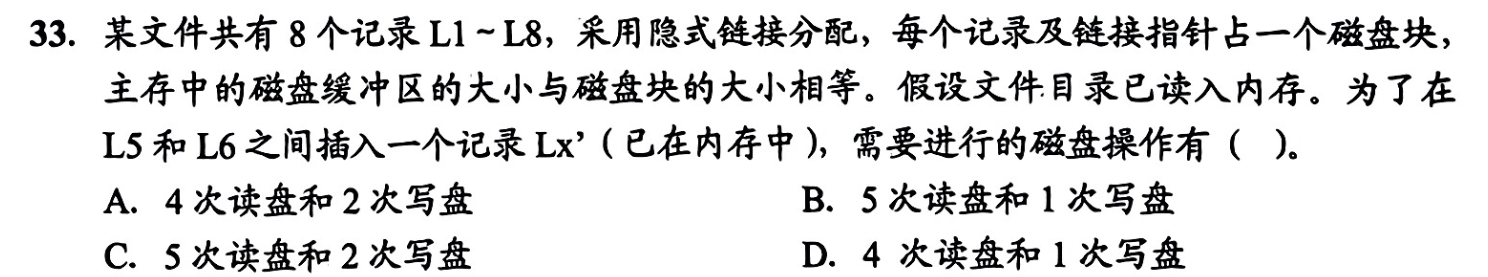 33. 某文件共有 8 个记录 L1 ~ L8，采用隐式链接分配，每个记录及链接指针占一个磁盘块，
主存中的磁盘缓冲区的大小与磁盘块的大小相等。假设文件目录已读入内存。为了在
L5 和 L6 之间插入一个记录 Lx’（已在内存中），需要进行的磁盘操作有（ ）。
A. 4 次读盘和 2 次写盘 B. 5 次读盘和 1 次写盘
C. 5 次读盘和 2 次写盘 D. 4 次读盘和 1 次写盘